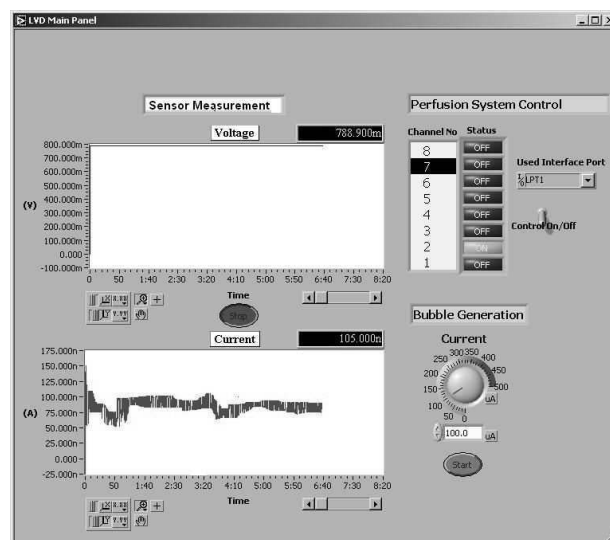 LVD Main Panel
Sensor Measurement
Voltage
788.900m
800.000m
700.000m
600.000m
500.000m
400.000m
300.000m
200.000m
100.000m
0.000
-100.000m
(V)
0 50 1:40 2:30 3:20 4:10 5:00 5:50 6:40 7:30 8:20
Time
Stop
Current
105.000n
175.000n
150.000n
125.000n
100.000n
75.000n
50.000n
25.000n
0.000
-25.000n
(A)
0 50 1:40 2:30 3:20 4:10 5:00 5:50 6:40 7:30 8:20
Time
Perfusion System Control
Channel No Status
8 OFF
7 OFF
6 OFF
5 OFF
4 OFF
3 OFF
2 ON
1 OFF
Used Interface Port
LPT1
Control On/Off
Bubble Generation
Current
0 50 100 150 200 250 300 350 400 450 500
uA
100.0 uA
Start